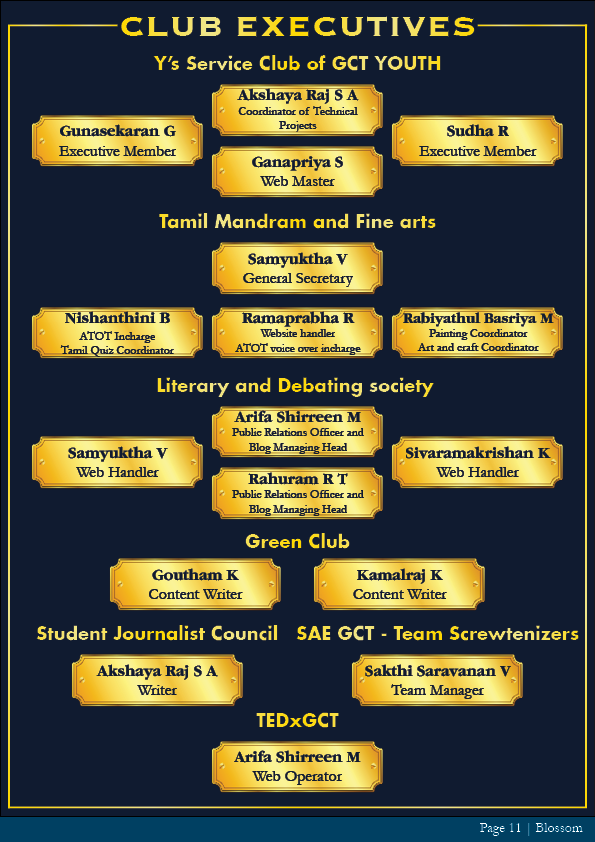 CLUB EXECUTIVES
Y's Service Club of GCT YOUTH
Akshaya Raj S A
Coordinator of Technical
Projects
Gunasekaran G
Executive Member
Sudha R
Executive Member
Ganapriya S
Web Master
Tamil Mandram and Fine arts
Samyuktha V
General Secretary
Nishanthini B
ATOT Incharge
Tamil Quiz Coordinator
Ramaprabha R
Website handler
ATOT voice over incharge
Rabiyathul Basriya M
Painting Coordinator
Art and craft Coordinator
Literary and Debating society
Arifa Shirreen M
Public Relations Officer and
Blog Managing Head
Samyuktha V
Web Handler
Sivaramakrishan K
Web Handler
Rahuram R T
Public Relations Officer and
Blog Managing Head
Green Club
Goutham K
Content Writer
Kamalraj K
Content Writer
Student Journalist Council
Akshaya Raj S A
Writer
SAE GCT - Team Screwtenizers
Sakthi Saravanan V
Team Manager
TEDxGCT
Arifa Shirreen M
Web Operator
Page 11 | Blossom